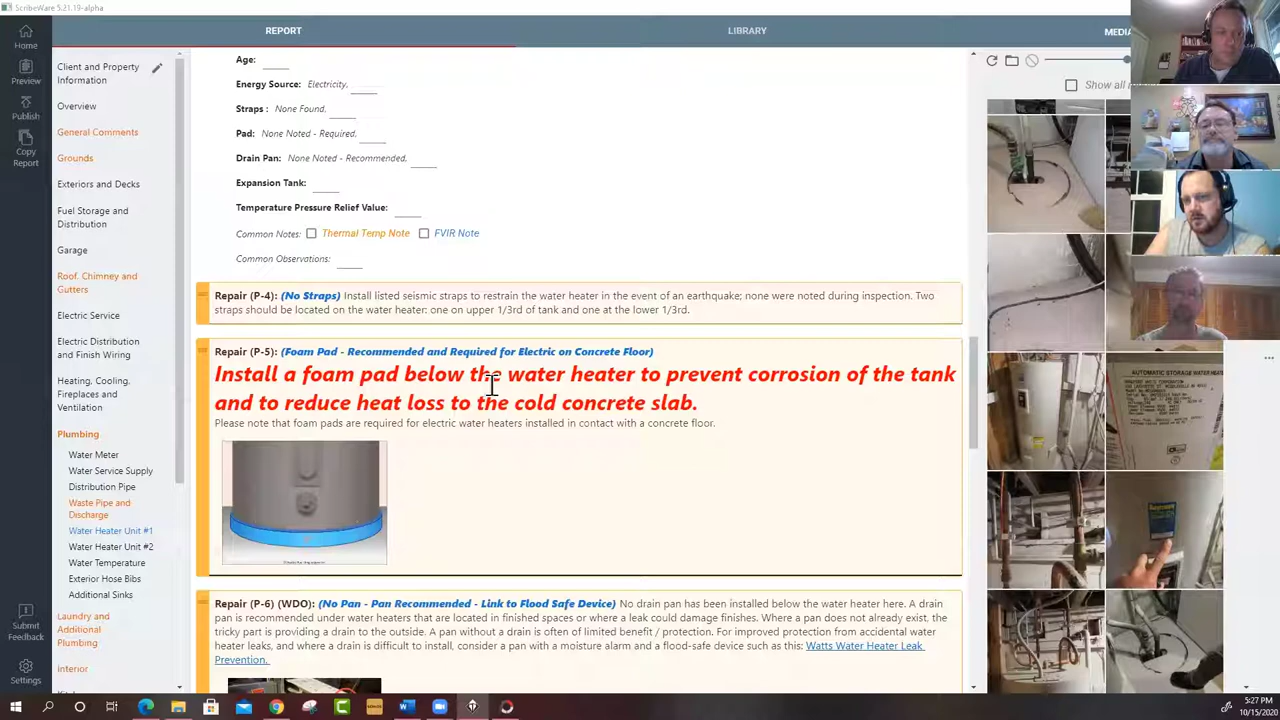 ScribeWare 5.21.19-alpha
REPORT
LIBRARY
MEDIA
Home
Preview
Publish
Copy
Report
Submit
Feedback
Settings
Client and Property
Information
Overview
General Comments
Grounds
Exteriors and Decks
Fuel Storage and
Distribution
Garage
Roof, Chimney and
Gutters
Electric Service
Electric Distribution
and Finish Wiring
Heating, Cooling,
Fireplaces and
Ventilation
Plumbing
Water Meter
Water Service Supply
Distribution Pipe
Waste Pipe and
Discharge
Water Heater Unit #1
Water Heater Unit #2
Water Temperature
Exterior Hose Bibs
Additional Sinks
Laundry and
Additional
Plumbing
Interior
Age:
Energy Source: Electricity,
Straps : None Found,
Pad: None Noted - Required,
Drain Pan: None Noted - Recommended,
Expansion Tank:
Temperature Pressure Relief Value:
Common Notes: Thermal Temp Note FVIR Note
Common Observations:
Repair (P-4): (No Straps) Install listed seismic straps to restrain the water heater in the event of an earthquake; none were noted during inspection. Two
straps should be located on the water heater: one on upper 1/3rd of tank and one at the lower 1/3rd.
Repair (P-5): (Foam Pad - Recommended and Required for Electric on Concrete Floor)
Install a foam pad below the water heater to prevent corrosion of the tank
and to reduce heat loss to the cold concrete slab.
Please note that foam pads are required for electric water heaters installed in contact with a concrete floor.
Repair (P-6) (WDO): (No Pan - Pan Recommended - Link to Flood Safe Device) No drain pan has been installed below the water heater here. A drain
pan is recommended under water heaters that are located in finished spaces or where a leak could damage finishes. Where a pan does not already exist, the
tricky part is providing a drain to the outside. A pan without a drain is often of limited benefit / protection. For improved protection from accidental water
heater leaks, and where a drain is difficult to install, consider a pan with a moisture alarm and a flood-safe device such as this: Watts Water Heater Leak
Prevention.
Show all
AUTOMATIC STORAGE WATER HEA
5:27 PM
10/15/2020